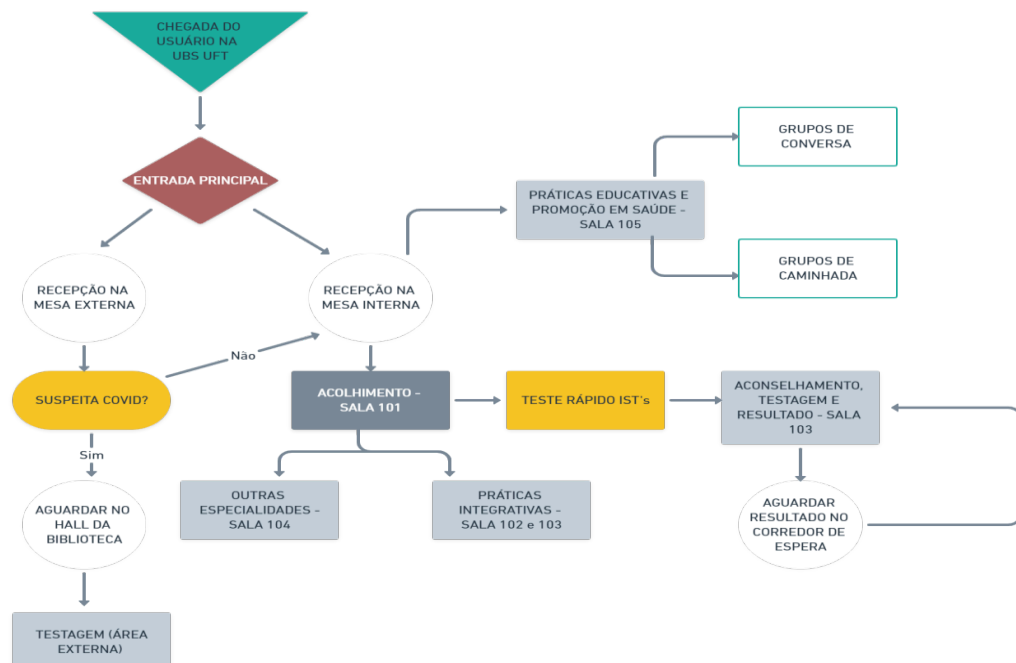 CHEGADA DO
USUÁRIO NA
UBS UFT
ENTRADA PRINCIPAL
GRUPOS DE
CONVERSA
PRÁTICAS EDUCATIVAS E
PROMOÇÃO EM SAÚDE -
SALA 105
GRUPOS DE
CAMINHADA
RECEPÇÃO NA
MESA EXTERNA
RECEPÇÃO NA
MESA INTERNA
Não
SUSPEITA COVID?
ACOLHIMENTO -
SALA 101
TESTE RÁPIDO IST's
ACONSELHAMENTO,
TESTAGEM E
RESULTADO - SALA
103
Sim
AGUARDAR NO
HALL DA
BIBLIOTECA
OUTRAS
ESPECIALIDADES -
SALA 104
PRÁTICAS
INTEGRATIVAS -
SALA 102 e 103
AGUARDAR
RESULTADO NO
CORREDOR DE
ESPERA
TESTAGEM (ÁREA
EXTERNA)